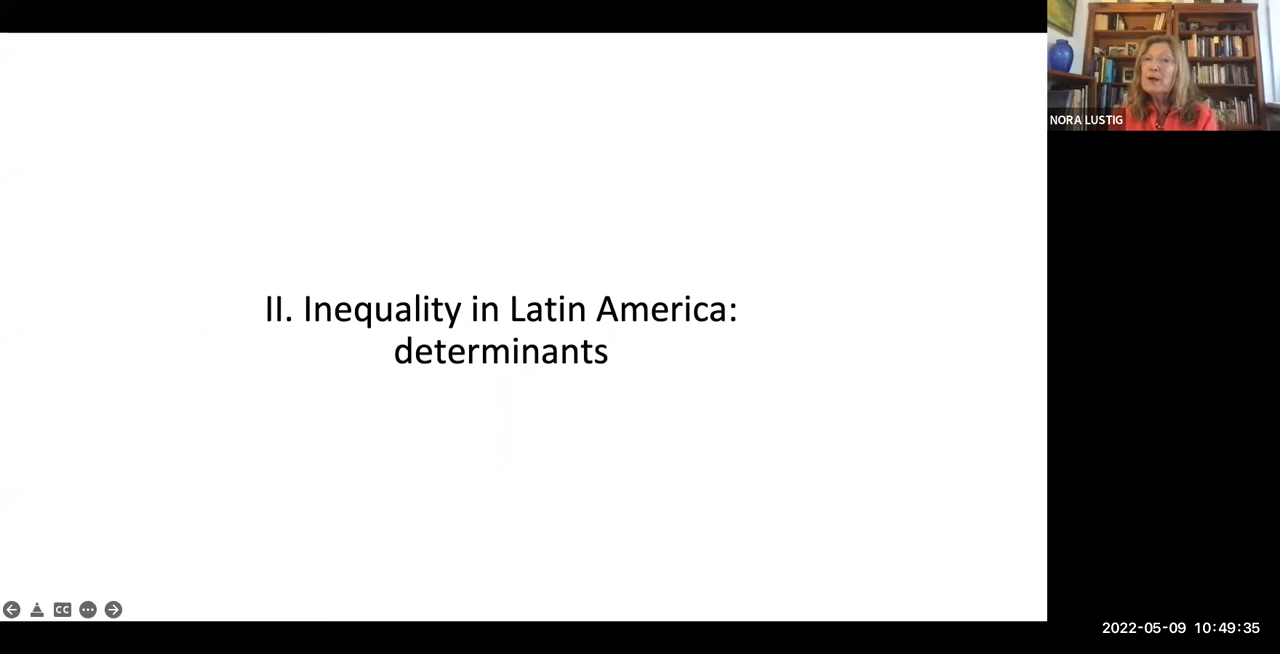 NORA LUSTIG
II. Inequality in Latin America:
determinants
CC
2022-05-09 10:49:35